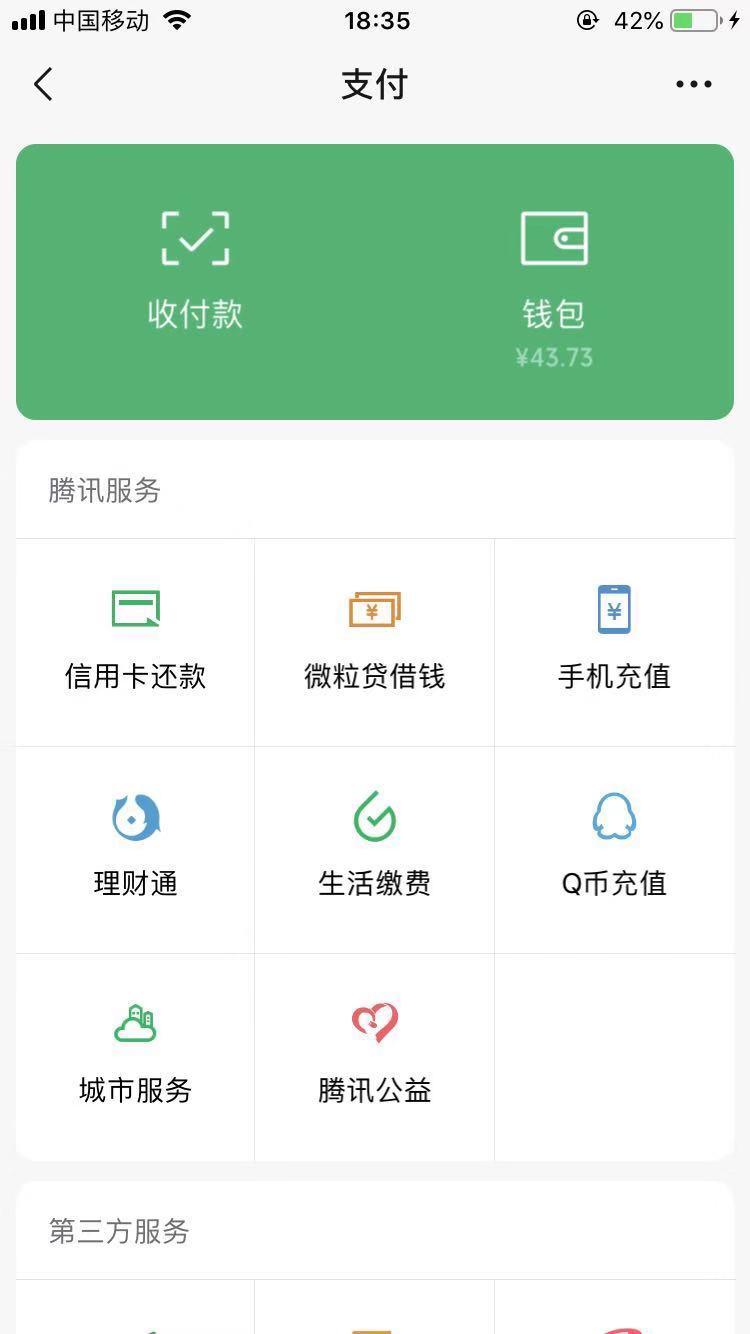 中国移动 18:35 42%
支付
收付款 钱包
¥43.73
腾讯服务
信用卡还款 微粒贷借钱 手机充值
理财通 生活缴费 Q币充值
城市服务 腾讯公益
第三方服务